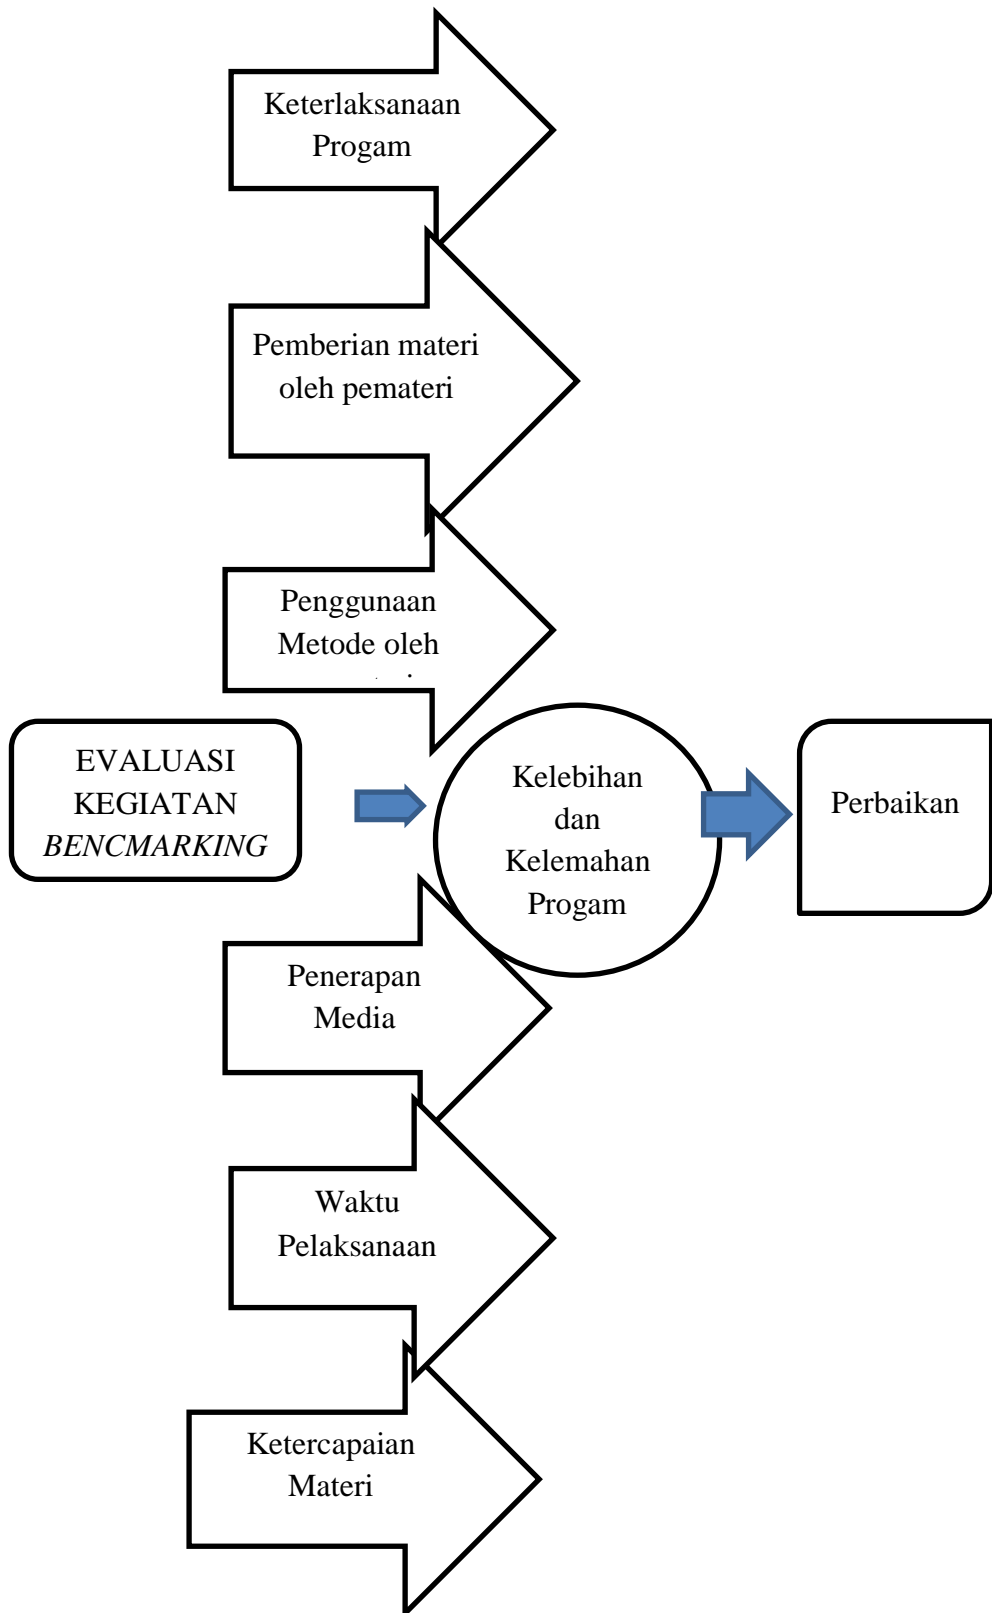 Keterlaksanaan
Progam
Pemberian materi
oleh pemateri
Penggunaan
Metode oleh
EVALUASI
KEGIATAN
BENCMARKING
Kelebihan
dan
Kelemahan
Progam
Perbaikan
Penerapan
Media
Waktu
Pelaksanaan
Ketercapaian
Materi